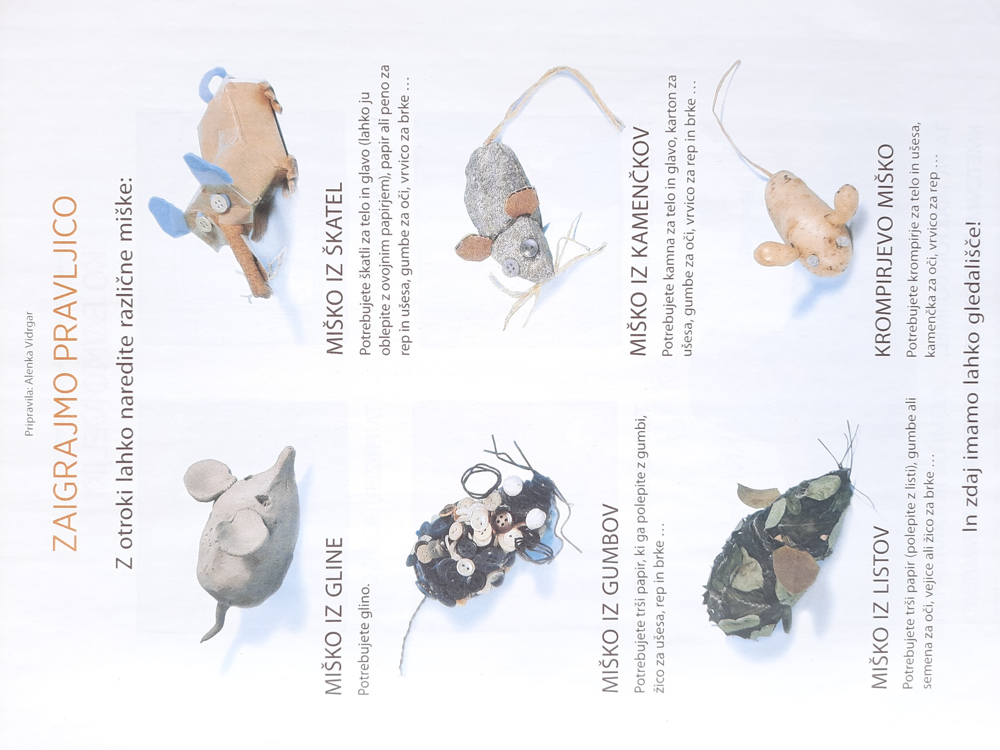 Pripravila: Alenka Vidrgar
ZAIGRAJMO PRAVLJICO
Z otroki lahko naredite različne miške:
MIŠKO IZ GLINE
Potrebujete glino.
MIŠKO IZ ŠKATEL
Potrebujete škatli za telo in glavo (lahko ju
oblepite z ovojnim papirjem), papir ali peno za
rep in ušesa, gumbe za oči, vrvico za brke ...
MIŠKO IZ GUMBOV
Potrebujete trši papir, ki ga polepite z gumbi,
žico za ušesa, rep in brke ...
MIŠKO IZ KAMENČKOV
Potrebujete kamna za telo in glavo, karton za
ušesa, gumbe za oči, vrvico za rep in brke ...
MIŠKO IZ LISTOV
Potrebujete trši papir (polepite z listi), gumbe ali
semena za oči, vejice ali žico za brke ...
KROMPIRJEVO MIŠKO
Potrebujete krompirje za telo in ušesa,
kamenčka za oči, vrvico za rep ...
In zdaj imamo lahko gledališče!